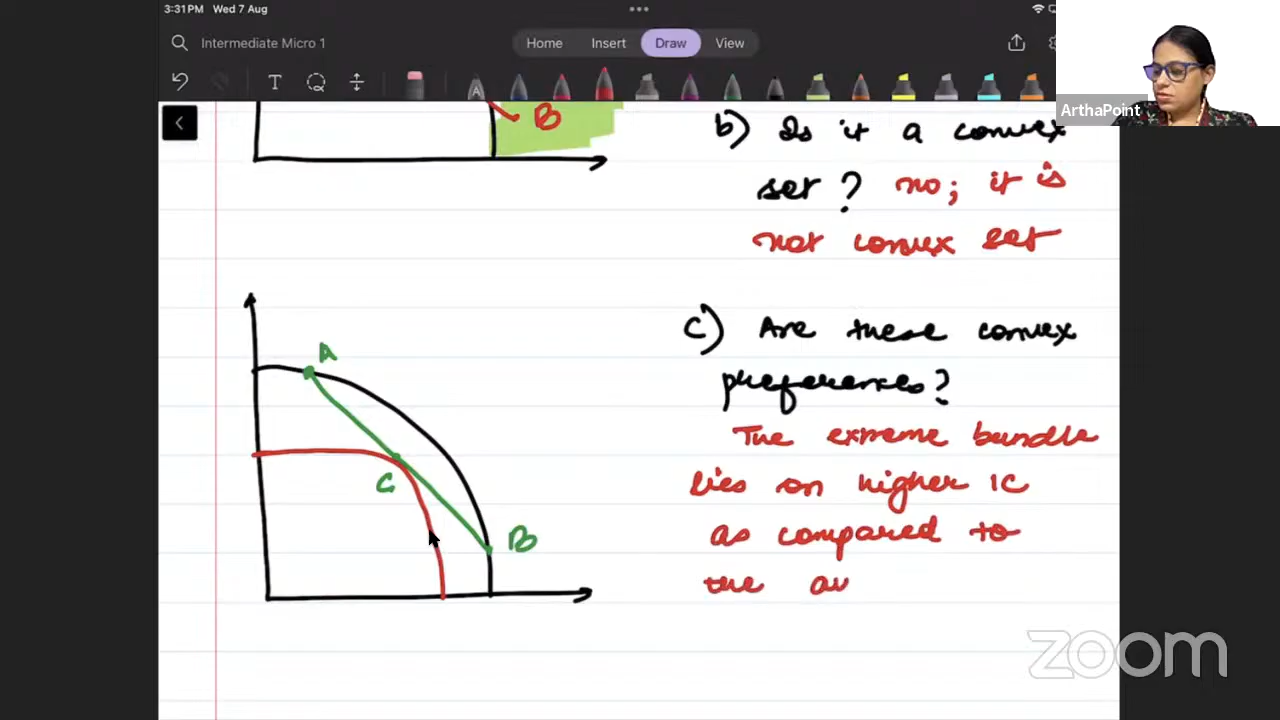 3:31PM Wed 7 Aug
Intermediate Micro 1
Home Insert Draw View
ArthaPoint
B
b) Is it a convex
set? no; it is
not convex set
A
C
B
c) Are these convex
preferences?
The extreme bundle
lies on higher IC
as compared to
the av
zoom